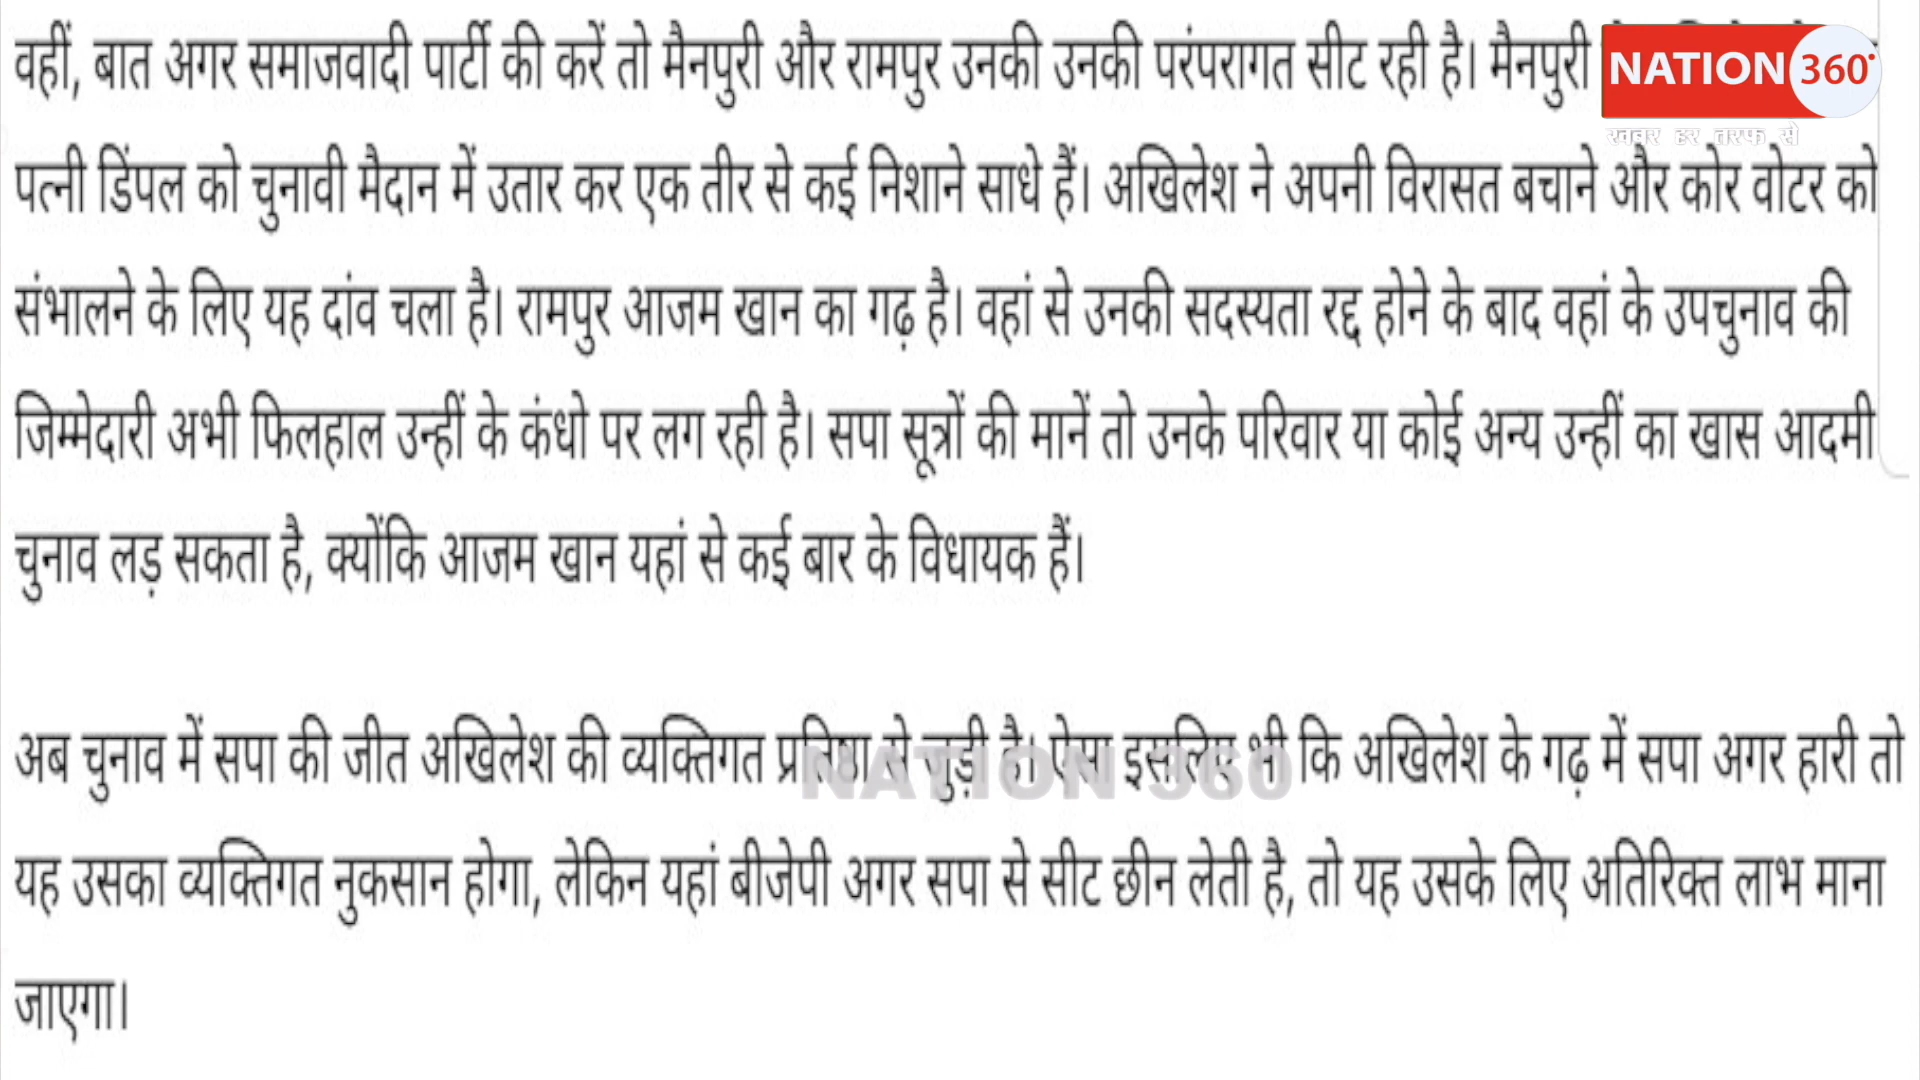 वहीं, बात अगर समाजवादी पार्टी की करें तो मैनपुरी और रामपुर उनकी उनकी परंपरागत सीट रही है। मैनपुरी
NATION 360°
खबर हर तरफ से
पत्नी डिंपल को चुनावी मैदान में उतार कर एक तीर से कई निशाने साधे हैं। अखिलेश ने अपनी विरासत बचाने और कोर वोटर को
संभालने के लिए यह दांव चला है। रामपुर आजम खान का गढ़ है। वहां से उनकी सदस्यता रद्द होने के बाद वहां के उपचुनाव की
जिम्मेदारी अभी फिलहाल उन्हीं के कंधो पर लग रही है। सपा सूत्रों की मानें तो उनके परिवार या कोई अन्य उन्हीं का खास आदमी
चुनाव लड़ सकता है, क्योंकि आजम खान यहां से कई बार के विधायक हैं।
अब चुनाव में सपा की जीत अखिलेश की व्यक्तिगत प्रतिष्ठा से जुड़ी है। ऐसा इसलिए भी कि अखिलेश के गढ़ में सपा अगर हारी तो
NATION 360
यह उसका व्यक्तिगत नुकसान होगा, लेकिन यहां बीजेपी अगर सपा से सीट छीन लेती है, तो यह उसके लिए अतिरिक्त लाभ माना
जाएगा।